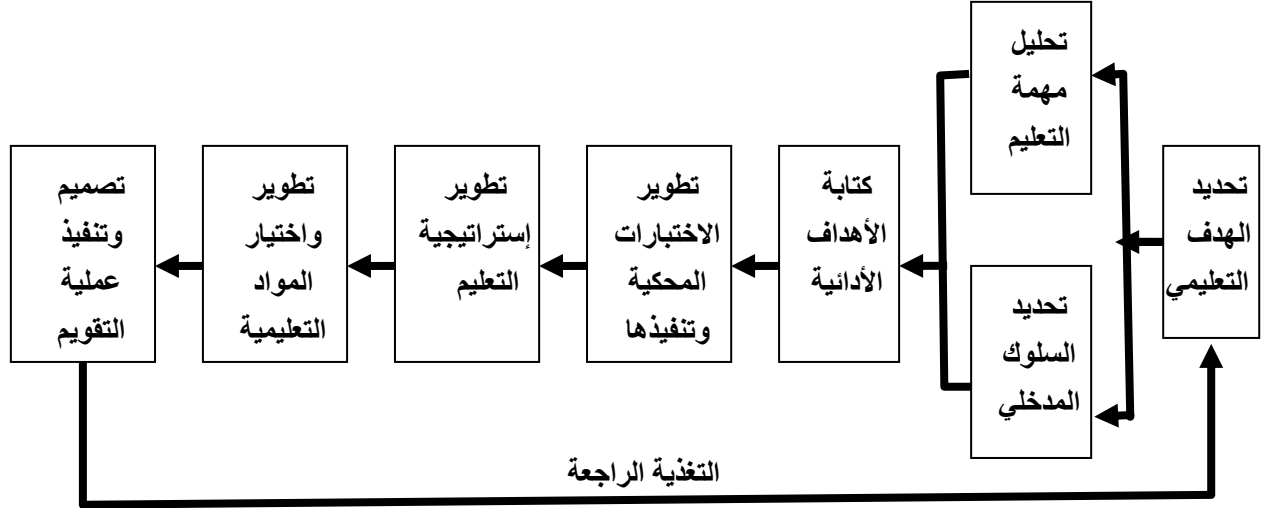 تحديد
الهدف
التعليمي
تحليل
مهمة
التعليم
تحديد
السلوك
المدخلي
كتابة
الأهداف
الأدائية
تطوير
الاختبارات
المحكية
وتنفيذها
تطوير
إستراتيجية
التعليم
تطوير
واختيار
المواد
التعليمية
تصميم
وتنفيذ
عملية
التقويم
التغذية الراجعة